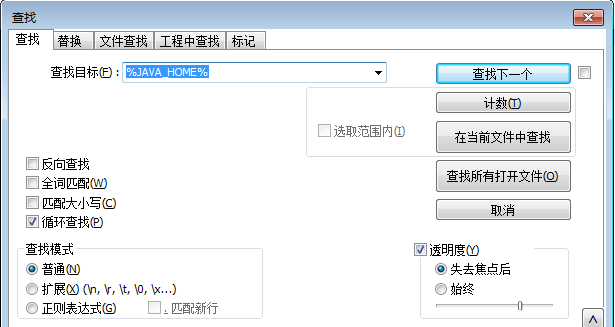 查找
查找 替换 文件查找 工程中查找 标记
查找目标(F) : %JAVA_HOME% 查找下一个
计数(T)
选取范围内(I) 在当前文件中查找
反向查找 查找所有打开文件(O)
全词匹配(W)
匹配大小写(C) 取消
循环查找(P)
查找模式 透明度(Y)
普通(N) 失去焦点后
扩展(X) (\n, \r, \t, \0, \x...) 始终
正则表达式(G) . 匹配新行